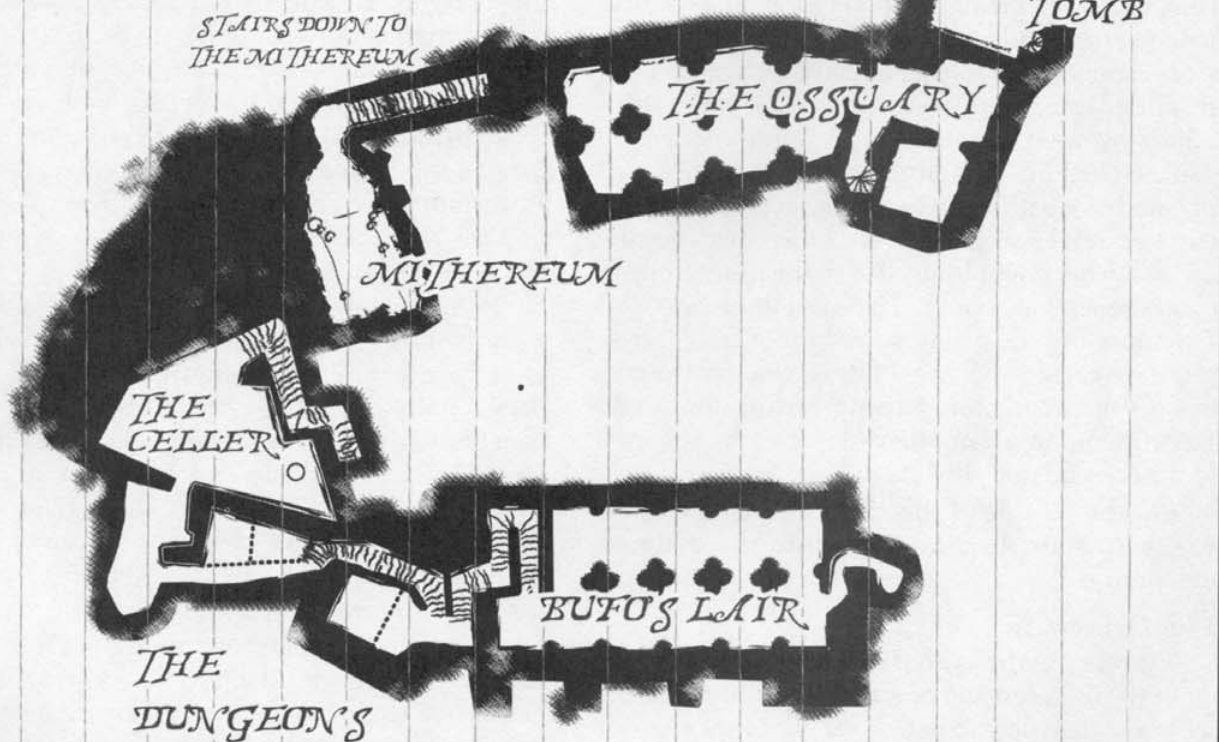 STAIRS DOWN TO
THE MITHEREUM
TOMB
THE OSSUARY
MITHEREUM
THE
CELLER
BUFO'S LAIR
THE
DUNGEONS